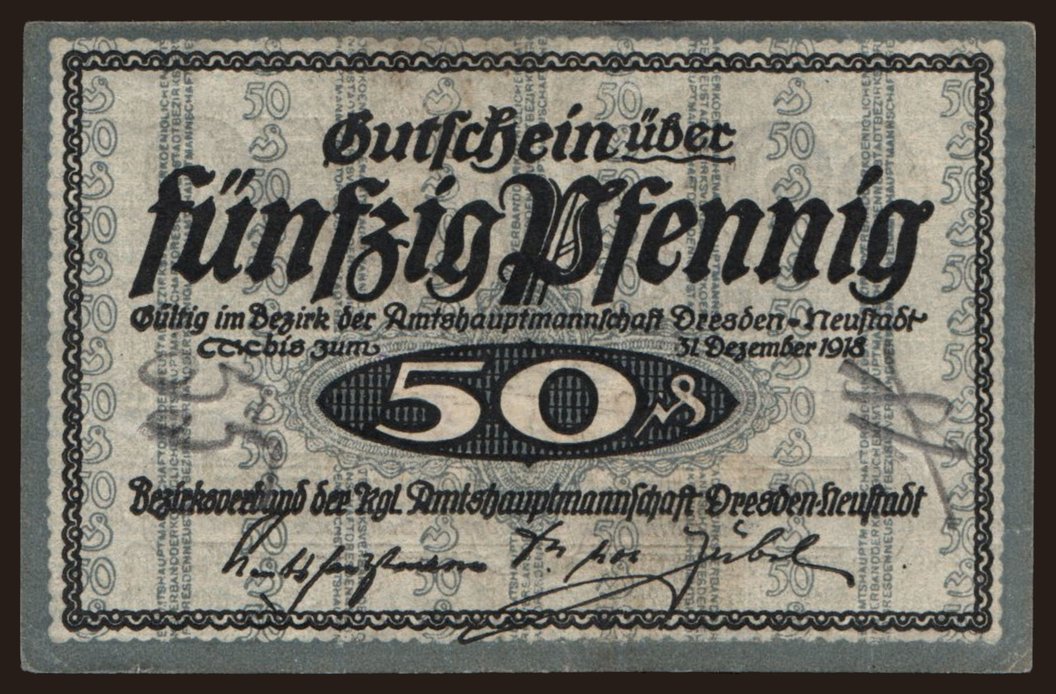 Gutschein über
fünfzig Pfennig
Gültig im Bezirk der Amtshauptmannschaft Dresden-Neustadt
bis zum 31 Dezember 1918
50 ₰
Bezirksverband der Kgl. Amtshauptmannschaft Dresden-Neustadt
Amtshauptmann